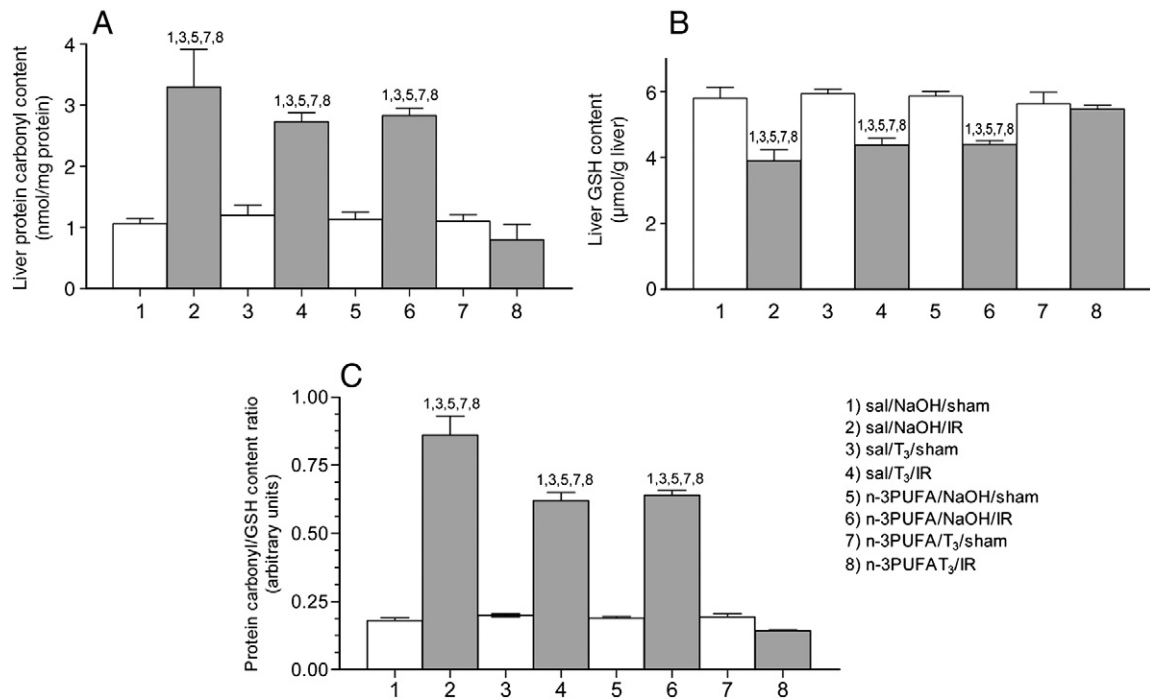 A
Liver protein carbonyl content
(nmol/mg protein)
4
3
2
1
0
1,3,5,7,8
1,3,5,7,8
1,3,5,7,8
1 2 3 4 5 6 7 8
B
Liver GSH content
(µmol/g liver)
6
4
2
0
1,3,5,7,8
1,3,5,7,8
1,3,5,7,8
1 2 3 4 5 6 7 8
C
Protein carbonyl/GSH content ratio
(arbitrary units)
1.00
0.75
0.50
0.25
0.00
1,3,5,7,8
1,3,5,7,8
1,3,5,7,8
1 2 3 4 5 6 7 8
1) sal/NaOH/sham
2) sal/NaOH/IR
3) sal/T₃/sham
4) sal/T₃/IR
5) n-3PUFA/NaOH/sham
6) n-3PUFA/NaOH/IR
7) n-3PUFA/T₃/sham
8) n-3PUFAT₃/IR